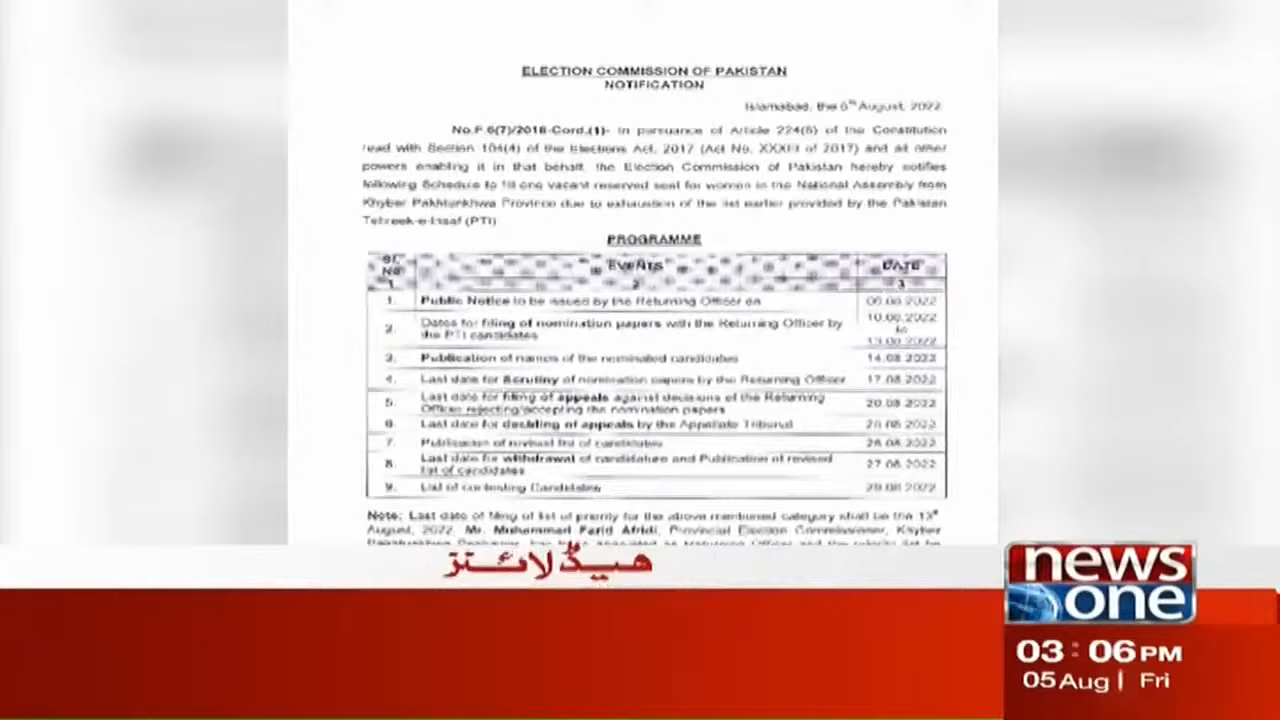 ELECTION COMMISSION OF PAKISTAN
NOTIFICATION
Islamabad, the 5th August, 2022
No.F.6(7)/2018-Cord.(1)- In pursuance of Article 224(6) of the Constitution
read with Section 104(4) of the Elections Act, 2017 (Act No. XXXIII of 2017) and all other
powers enabling it in that behalf, the Election Commission of Pakistan hereby notifies
following Schedule to fill one vacant reserved seat for women in the National Assembly from
Khyber Pakhtunkhwa Province due to exhaustion of the list earlier provided by the Pakistan
Tehreek-e-Insaf (PTI)
PROGRAMME
Sr. No EVENTS DATE
1 2 3
1. Public Notice to be issued by the Returning Officer on 06.08.2022
2. Dates for filing of nomination papers with the Returning Officer by the PTI candidates 10.08.2022 to 13.08.2022
3. Publication of names of the nominated candidates 14.08.2022
4. Last date for Scrutiny of nomination papers by the Returning Officer 17.08.2022
5. Last date for filing of appeals against decisions of the Returning Officer rejecting/accepting the nomination papers 20.08.2022
6. Last date for deciding of appeals by the Appellate Tribunal
7. Publication of revised list of candidates 26.08.2022
8. Last date for withdrawal of candidature and Publication of revised list of candidates 27.08.2022
9. List of contesting Candidates
Note: Last date of filing of list of priority for the above mentioned category shall be the 13th
August, 2022. Mr. Muhammad Farid Afridi, Provincial Election Commissioner, Khyber
ہیڈلائنز
news
one
03:06PM
05Aug | Fri